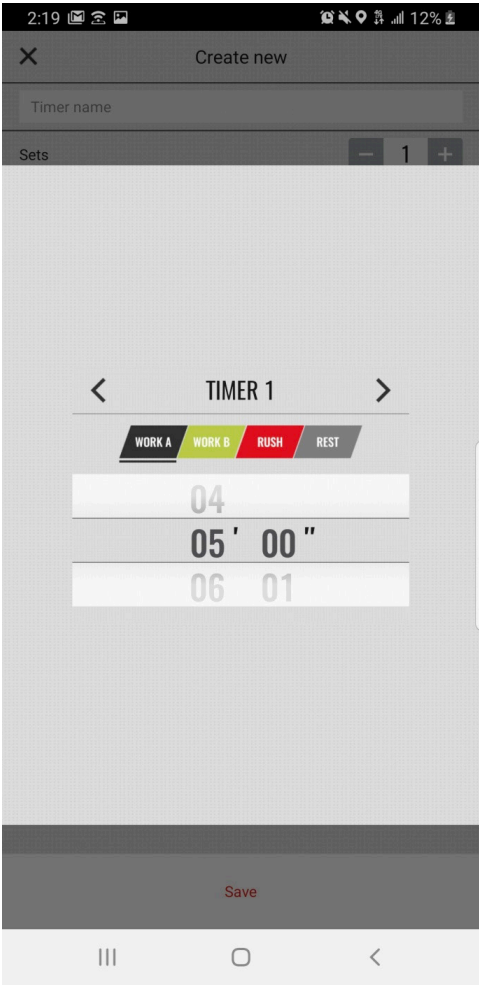 2:19 12%
Create new
Timer name
Sets 1
TIMER 1
WORK A WORK B RUSH REST
04
05 ' 00 "
06 01
Save